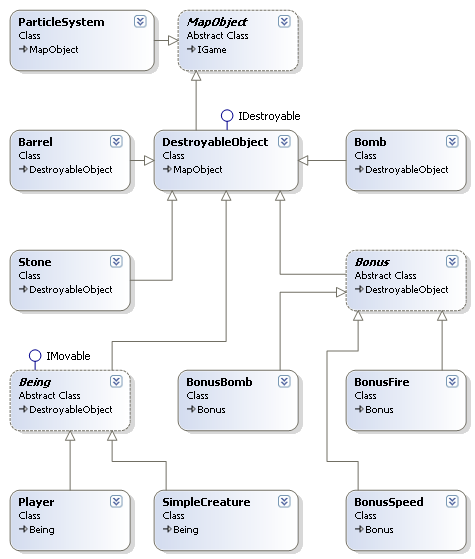 ParticleSystem
Class
MapObject
MapObject
Abstract Class
IGame
IDestroyable
Barrel
Class
DestroyableObject
DestroyableObject
Class
MapObject
Bomb
Class
DestroyableObject
Stone
Class
DestroyableObject
Bonus
Abstract Class
DestroyableObject
IMovable
Being
Abstract Class
DestroyableObject
BonusBomb
Class
Bonus
BonusFire
Class
Bonus
Player
Class
Being
SimpleCreature
Class
Being
BonusSpeed
Class
Bonus